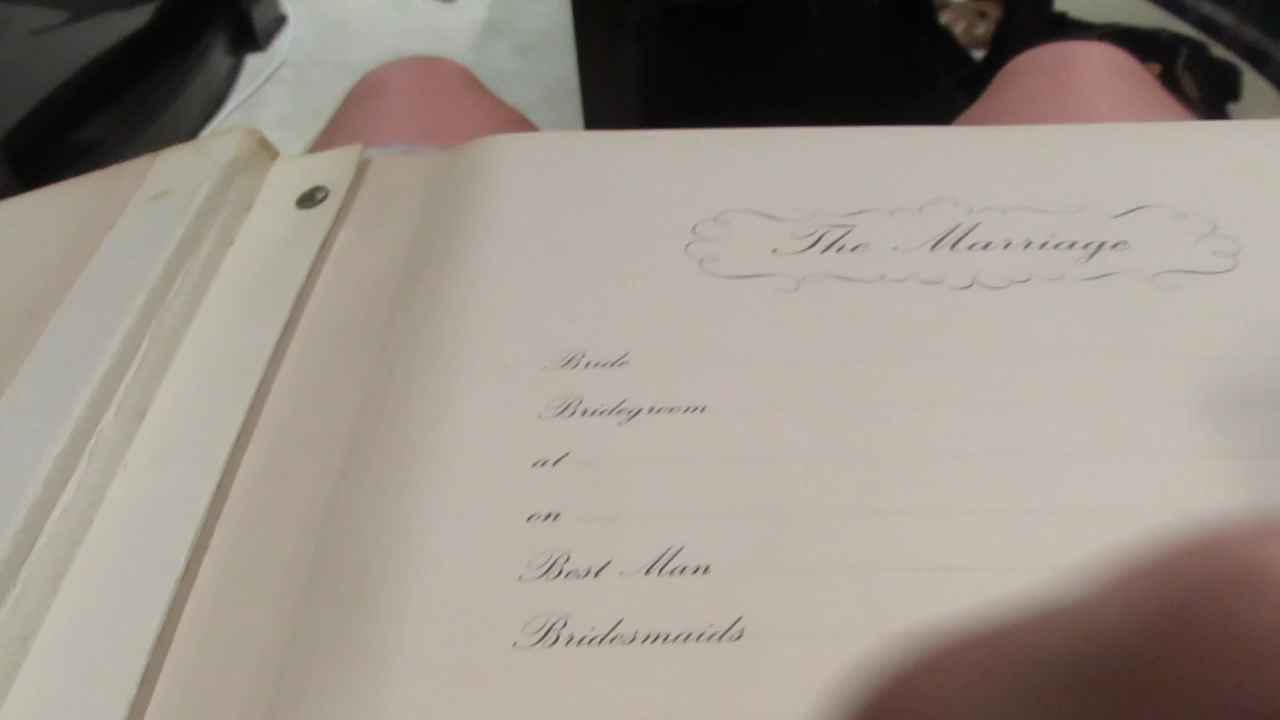 The Marriage
Bride
Bridegroom
at
on
Best Man
Bridesmaids